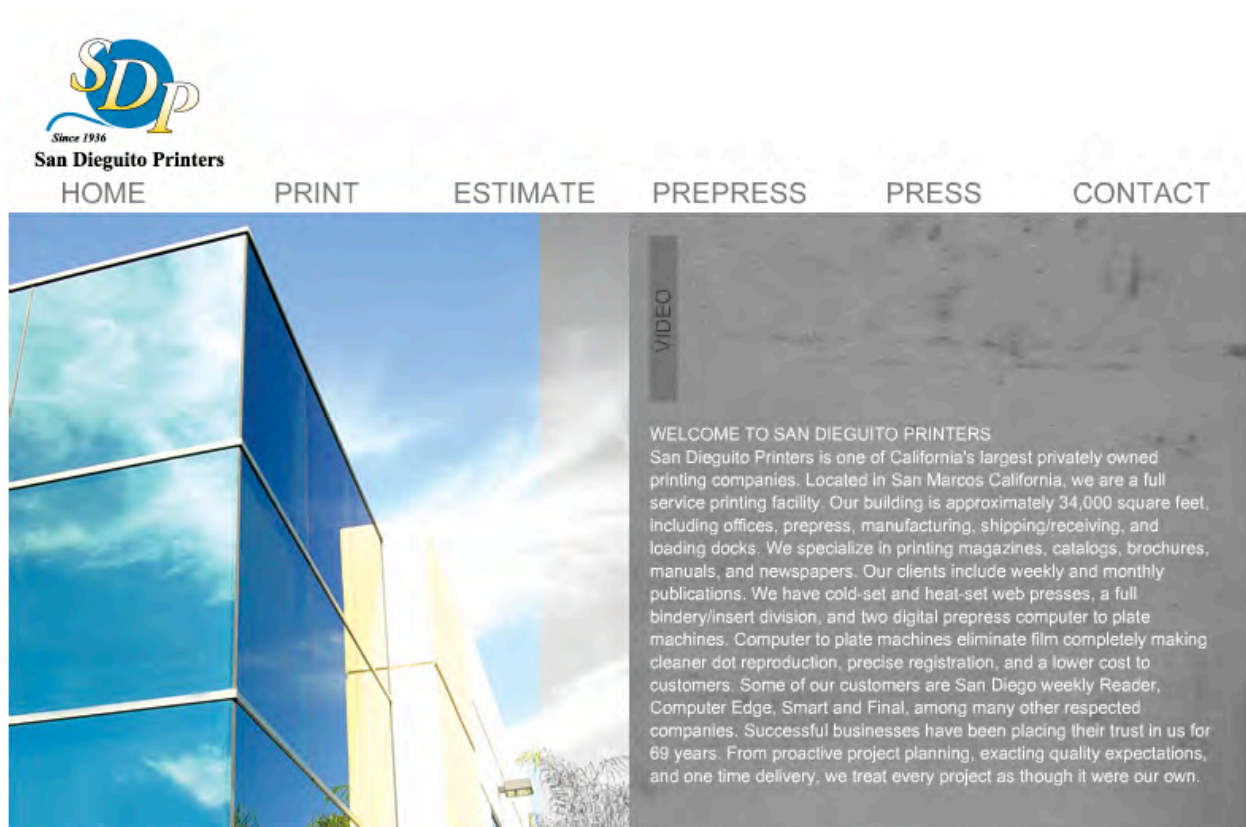 SDP
Since 1936
San Dieguito Printers
HOME PRINT ESTIMATE PREPRESS PRESS CONTACT
VIDEO
WELCOME TO SAN DIEGUITO PRINTERS
San Dieguito Printers is one of California's largest privately owned
printing companies. Located in San Marcos California, we are a full
service printing facility. Our building is approximately 34,000 square feet,
including offices, prepress, manufacturing, shipping/receiving, and
loading docks. We specialize in printing magazines, catalogs, brochures,
manuals, and newspapers. Our clients include weekly and monthly
publications. We have cold-set and heat-set web presses, a full
bindery/insert division, and two digital prepress computer to plate
machines. Computer to plate machines eliminate film completely making
cleaner dot reproduction, precise registration, and a lower cost to
customers. Some of our customers are San Diego weekly Reader,
Computer Edge, Smart and Final, among many other respected
companies. Successful businesses have been placing their trust in us for
69 years. From proactive project planning, exacting quality expectations,
and one time delivery, we treat every project as though it were our own.